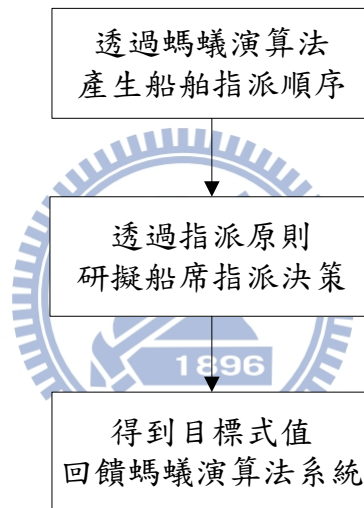 透過螞蟻演算法
產生船舶指派順序
透過指派原則
研擬船席指派決策
1896
得到目標式值
回饋螞蟻演算法系統